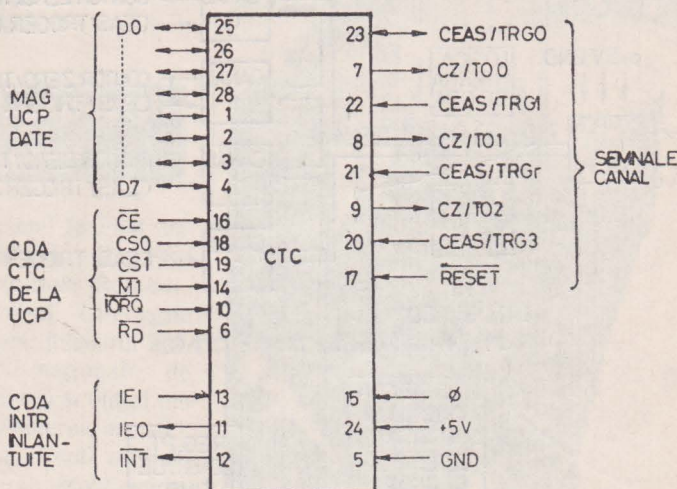 MAG
UCP
DATE
D0
D7
25
26
27
28
1
2
3
4
CDA
CTC
DE LA
UCP
CE
CS0
CS1
M1
IORQ
RD
16
18
19
14
10
6
CDA
INTR
INLAN-
TUITE
IEI
IEO
INT
13
11
12
CTC
23 CEAS/TRG0
7 CZ/TO0
22 CEAS/TRG1
8 CZ/TO1
21 CEAS/TRGr
9 CZ/TO2
20 CEAS/TRG3
17 RESET
SEMNALE
CANAL
15 ø
24 +5V
5 GND